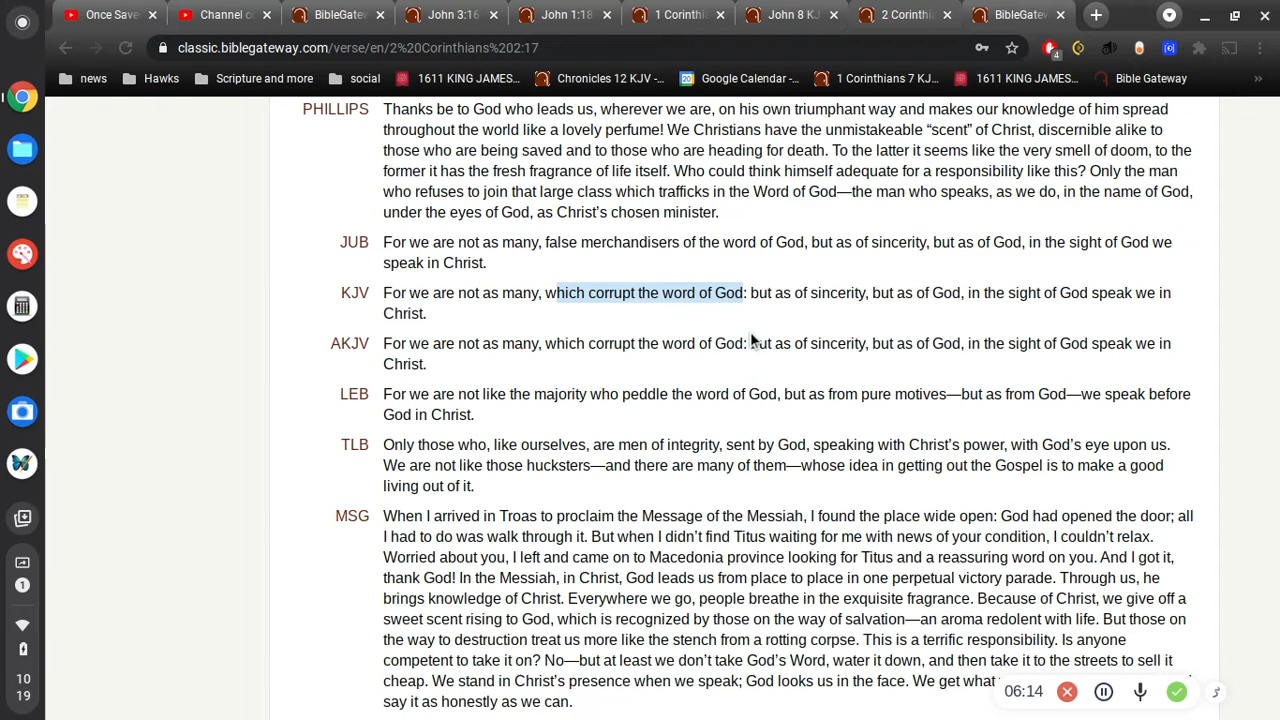 Once Save
Channel c
BibleGatew
John 3:16
John 1:18
1 Corinthi
John 8 KJ
2 Corinthi
BibleGatew
classic.biblegateway.com/verse/en/2%20Corinthians%202:17
4
news
Hawks
Scripture and more
social
1611 KING JAMES...
Chronicles 12 KJV -...
Google Calendar -...
1 Corinthians 7 KJ...
1611 KING JAMES...
Bible Gateway
»
PHILLIPS Thanks be to God who leads us, wherever we are, on his own triumphant way and makes our knowledge of him spread
throughout the world like a lovely perfume! We Christians have the unmistakeable “scent” of Christ, discernible alike to
those who are being saved and to those who are heading for death. To the latter it seems like the very smell of doom, to the
former it has the fresh fragrance of life itself. Who could think himself adequate for a responsibility like this? Only the man
who refuses to join that large class which trafficks in the Word of God—the man who speaks, as we do, in the name of God,
under the eyes of God, as Christ’s chosen minister.
JUB For we are not as many, false merchandisers of the word of God, but as of sincerity, but as of God, in the sight of God we
speak in Christ.
KJV For we are not as many, which corrupt the word of God: but as of sincerity, but as of God, in the sight of God speak we in
Christ.
AKJV For we are not as many, which corrupt the word of God: but as of sincerity, but as of God, in the sight of God speak we in
Christ.
LEB For we are not like the majority who peddle the word of God, but as from pure motives—but as from God—we speak before
God in Christ.
TLB Only those who, like ourselves, are men of integrity, sent by God, speaking with Christ’s power, with God’s eye upon us.
We are not like those hucksters—and there are many of them—whose idea in getting out the Gospel is to make a good
living out of it.
MSG When I arrived in Troas to proclaim the Message of the Messiah, I found the place wide open: God had opened the door; all
I had to do was walk through it. But when I didn’t find Titus waiting for me with news of your condition, I couldn’t relax.
Worried about you, I left and came on to Macedonia province looking for Titus and a reassuring word on you. And I got it,
thank God! In the Messiah, in Christ, God leads us from place to place in one perpetual victory parade. Through us, he
brings knowledge of Christ. Everywhere we go, people breathe in the exquisite fragrance. Because of Christ, we give off a
sweet scent rising to God, which is recognized by those on the way of salvation—an aroma redolent with life. But those on
the way to destruction treat us more like the stench from a rotting corpse. This is a terrific responsibility. Is anyone
competent to take it on? No—but at least we don’t take God’s Word, water it down, and then take it to the streets to sell it
cheap. We stand in Christ’s presence when we speak; God looks us in the face. We get what
say it as honestly as we can.
06:14
1
10
19